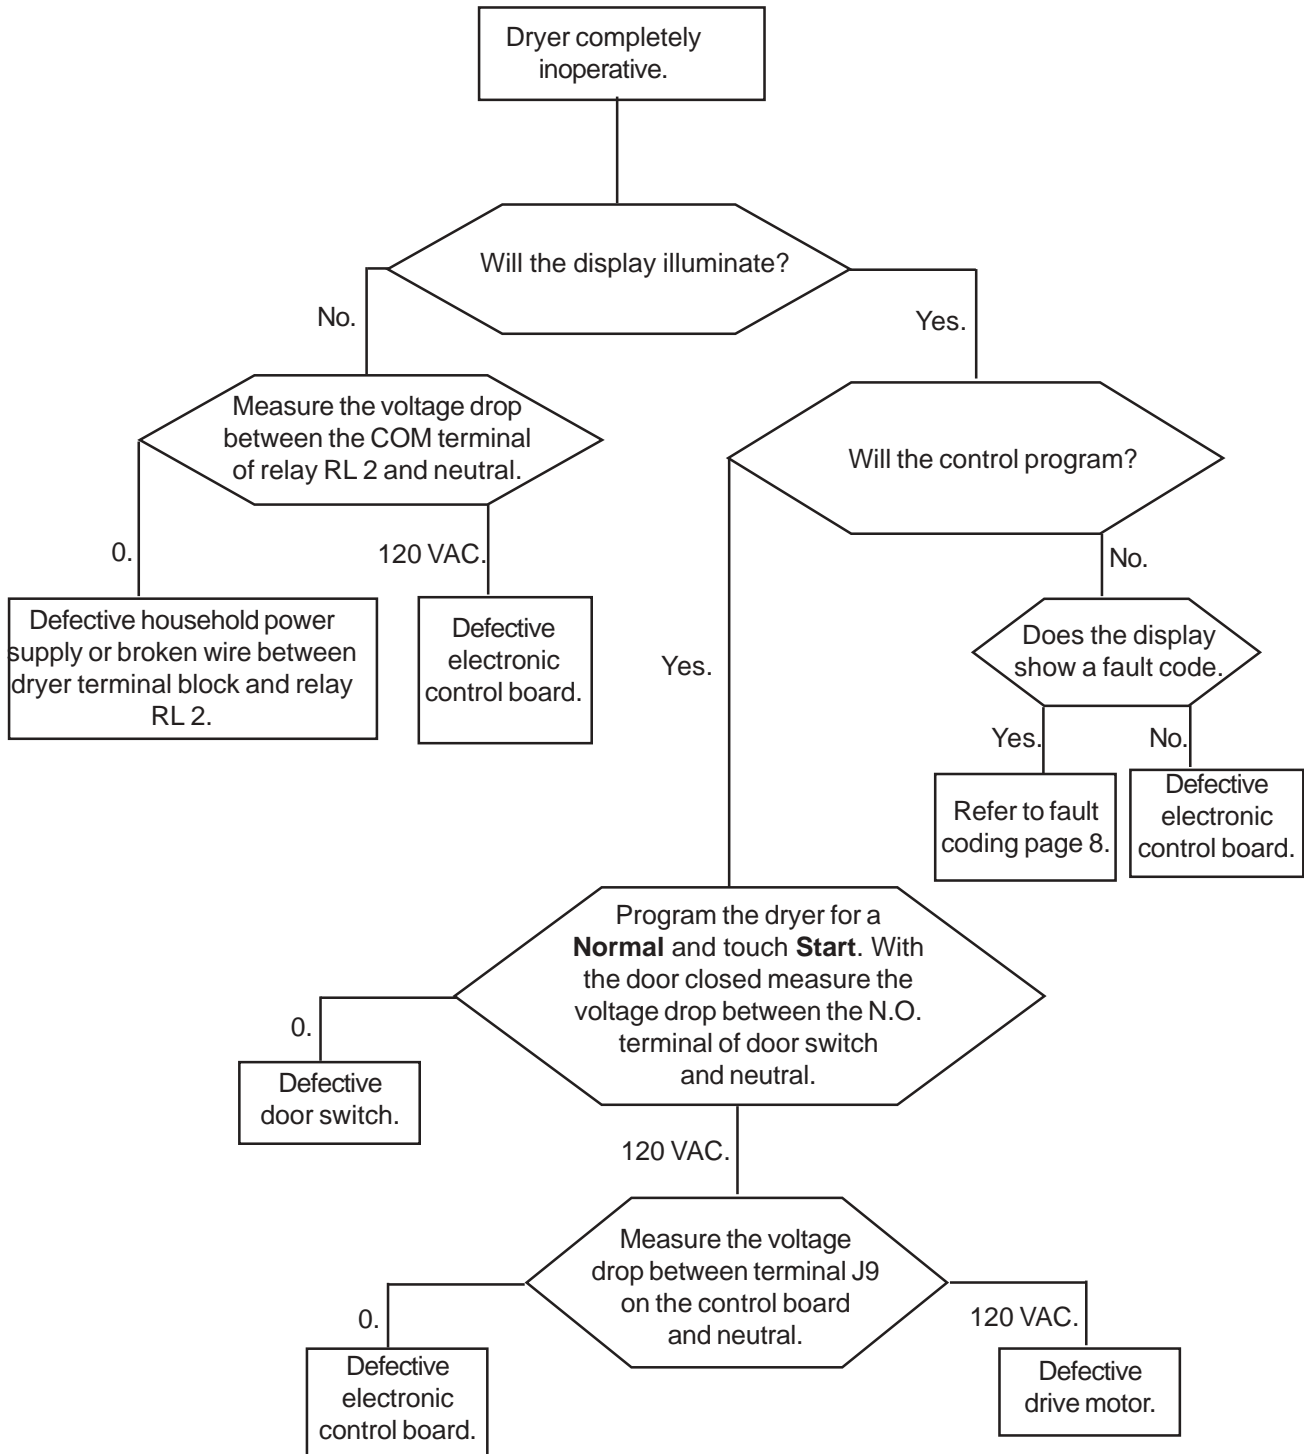 Dryer completely
inoperative.
Will the display illuminate?
No.
Yes.
Measure the voltage drop
between the COM terminal
of relay RL 2 and neutral.
Will the control program?
0.
120 VAC.
No.
Defective household power
supply or broken wire between
dryer terminal block and relay
RL 2.
Defective
electronic
control board.
Yes.
Does the display
show a fault code.
Yes.
No.
Refer to fault
coding page 8.
Defective
electronic
control board.
Program the dryer for a
Normal and touch Start. With
the door closed measure the
voltage drop between the N.O.
terminal of door switch
and neutral.
0.
Defective
door switch.
120 VAC.
Measure the voltage
drop between terminal J9
on the control board
and neutral.
0.
120 VAC.
Defective
electronic
control board.
Defective
drive motor.